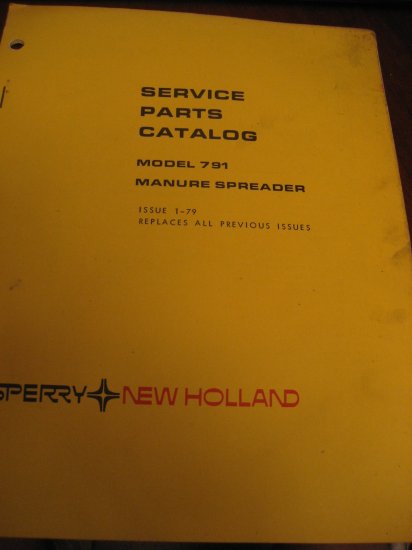 SERVICE
PARTS
CATALOG
MODEL 791
MANURE SPREADER
ISSUE 1-79
REPLACES ALL PREVIOUS ISSUES
SPERRY NEW HOLLAND